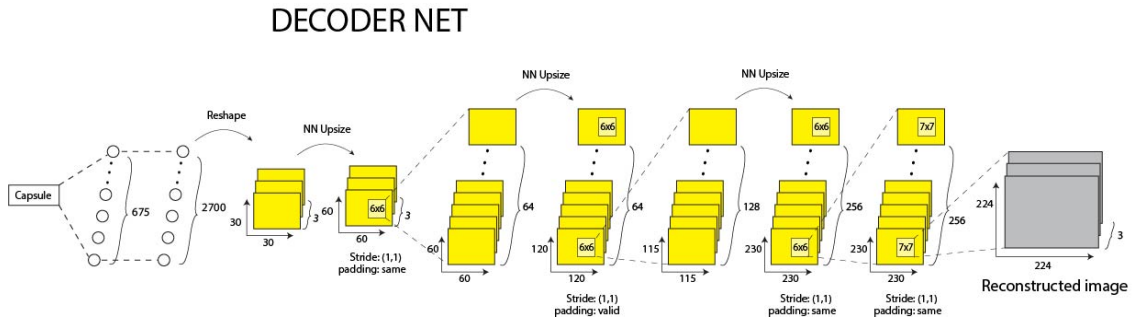 DECODER NET
Capsule
675
2700
Reshape
30
30
3
NN Upsize
6x6
60
60
3
Stride: (1,1)
padding: same
60
60
64
NN Upsize
6x6
6x6
120
120
64
Stride: (1,1)
padding: valid
115
115
128
NN Upsize
6x6
6x6
230
230
256
Stride: (1,1)
padding: same
7x7
7x7
230
230
256
Stride: (1,1)
padding: same
224
224
3
Reconstructed image